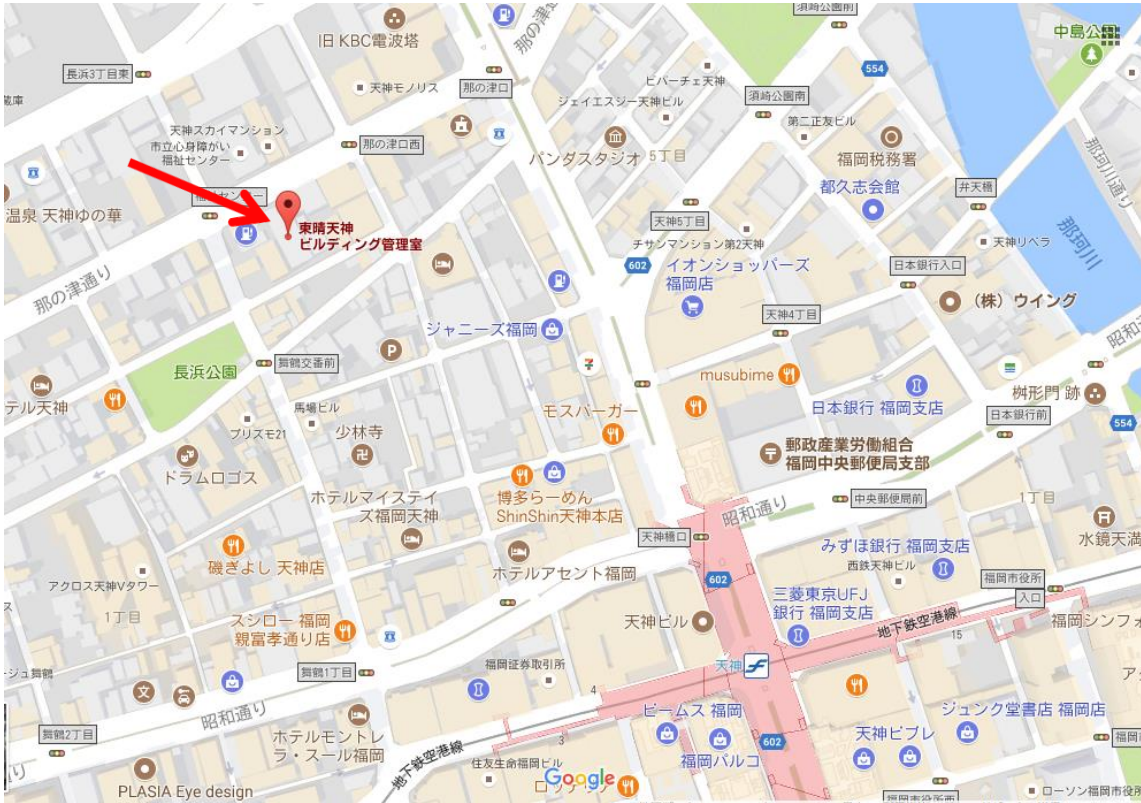 須崎公園前
旧 KBC電波塔
那の津通り
中島公園
長浜3丁目東
554
ビバーチェ天神
天神モノリス
那の津口
ジェイエスジー天神ビル
須崎公園南
蔵庫
天神スカイマンション
市立心身障がい
福祉センター
那の津口西
パンダスタジオ
5丁目
第二正友ビル
福岡税務署
那珂川通り
都久志会館
弁天橋
温泉 天神ゆの華
東晴天神
ビルディング管理室
天神5丁目
チサンマンション第2天神
天神リベラ
那珂川
602
イオンショッパーズ
福岡店
日本銀行入口
那の津通り
(株) ウイング
天神4丁目
ジャニーズ福岡
昭和
長浜公園
舞鶴交番前
P
7
musubime
テル天神
馬場ビル
プリズモ21
少林寺
モスバーガー
日本銀行 福岡支店
桝形門 跡
日本銀行前
554
ドラムロゴス
郵政産業労働組合
福岡中央郵便局支部
ホテルマイステイ
ズ福岡天神
博多らーめん
ShinShin天神本店
昭和通り
中央郵便局前
1丁目
天神橋口
水鏡天満
磯ぎよし 天神店
みずほ銀行 福岡支店
西鉄天神ビル
ホテルアセント福岡
602
アクロス天神Vタワー
福岡市役所
入口
1丁目
スシロー 福岡
親富孝通り店
天神ビル
三菱東京UFJ
銀行 福岡支店
地下鉄空港線
15
福岡シンフォ
ージュ舞鶴
舞鶴1丁目
福岡証券取引所
天神
4
文
昭和通り
ビームス 福岡
ジュンク堂書店 福岡店
舞鶴2丁目
ホテルモントレ
ラ・スール福岡
3
602
天神ビブレ
福岡パルコ
地下鉄空港線
住友生命福岡ビル
Google
PLASIA Eye design
福岡市役所西
ローソン福岡市役所